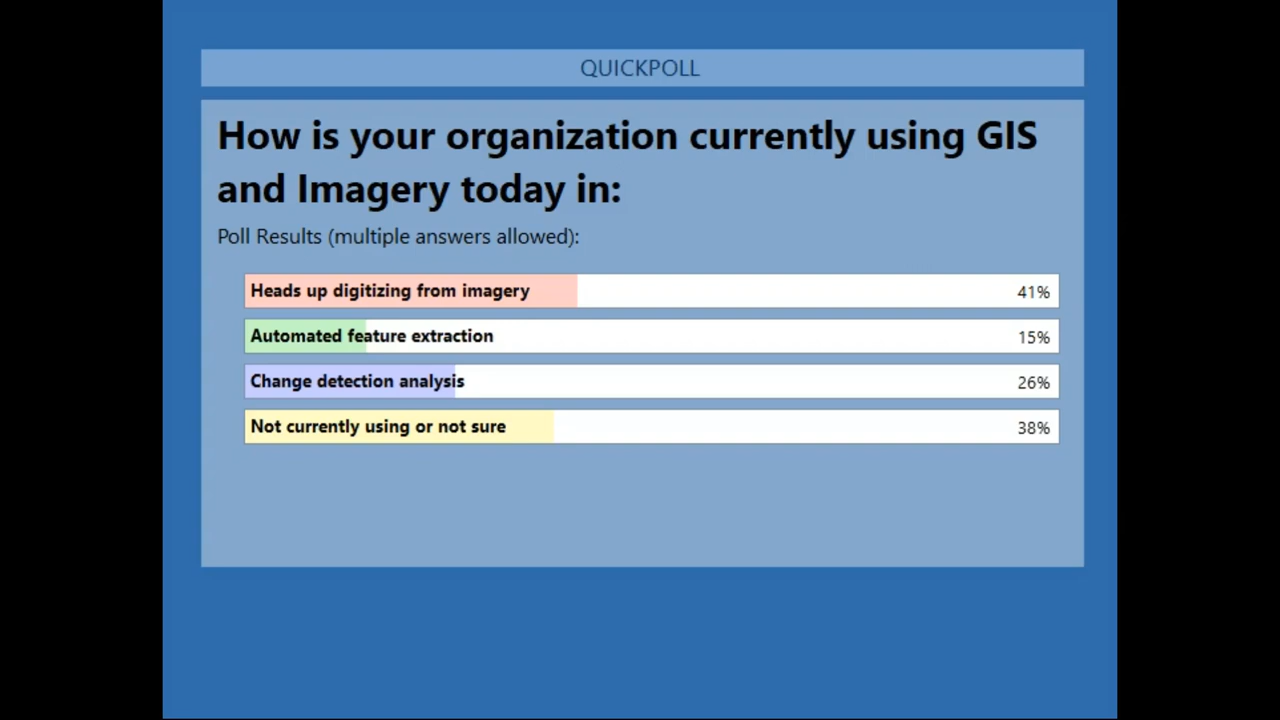 QUICKPOLL
How is your organization currently using GIS
and Imagery today in:
Poll Results (multiple answers allowed):
Heads up digitizing from imagery 41%
Automated feature extraction 15%
Change detection analysis 26%
Not currently using or not sure 38%